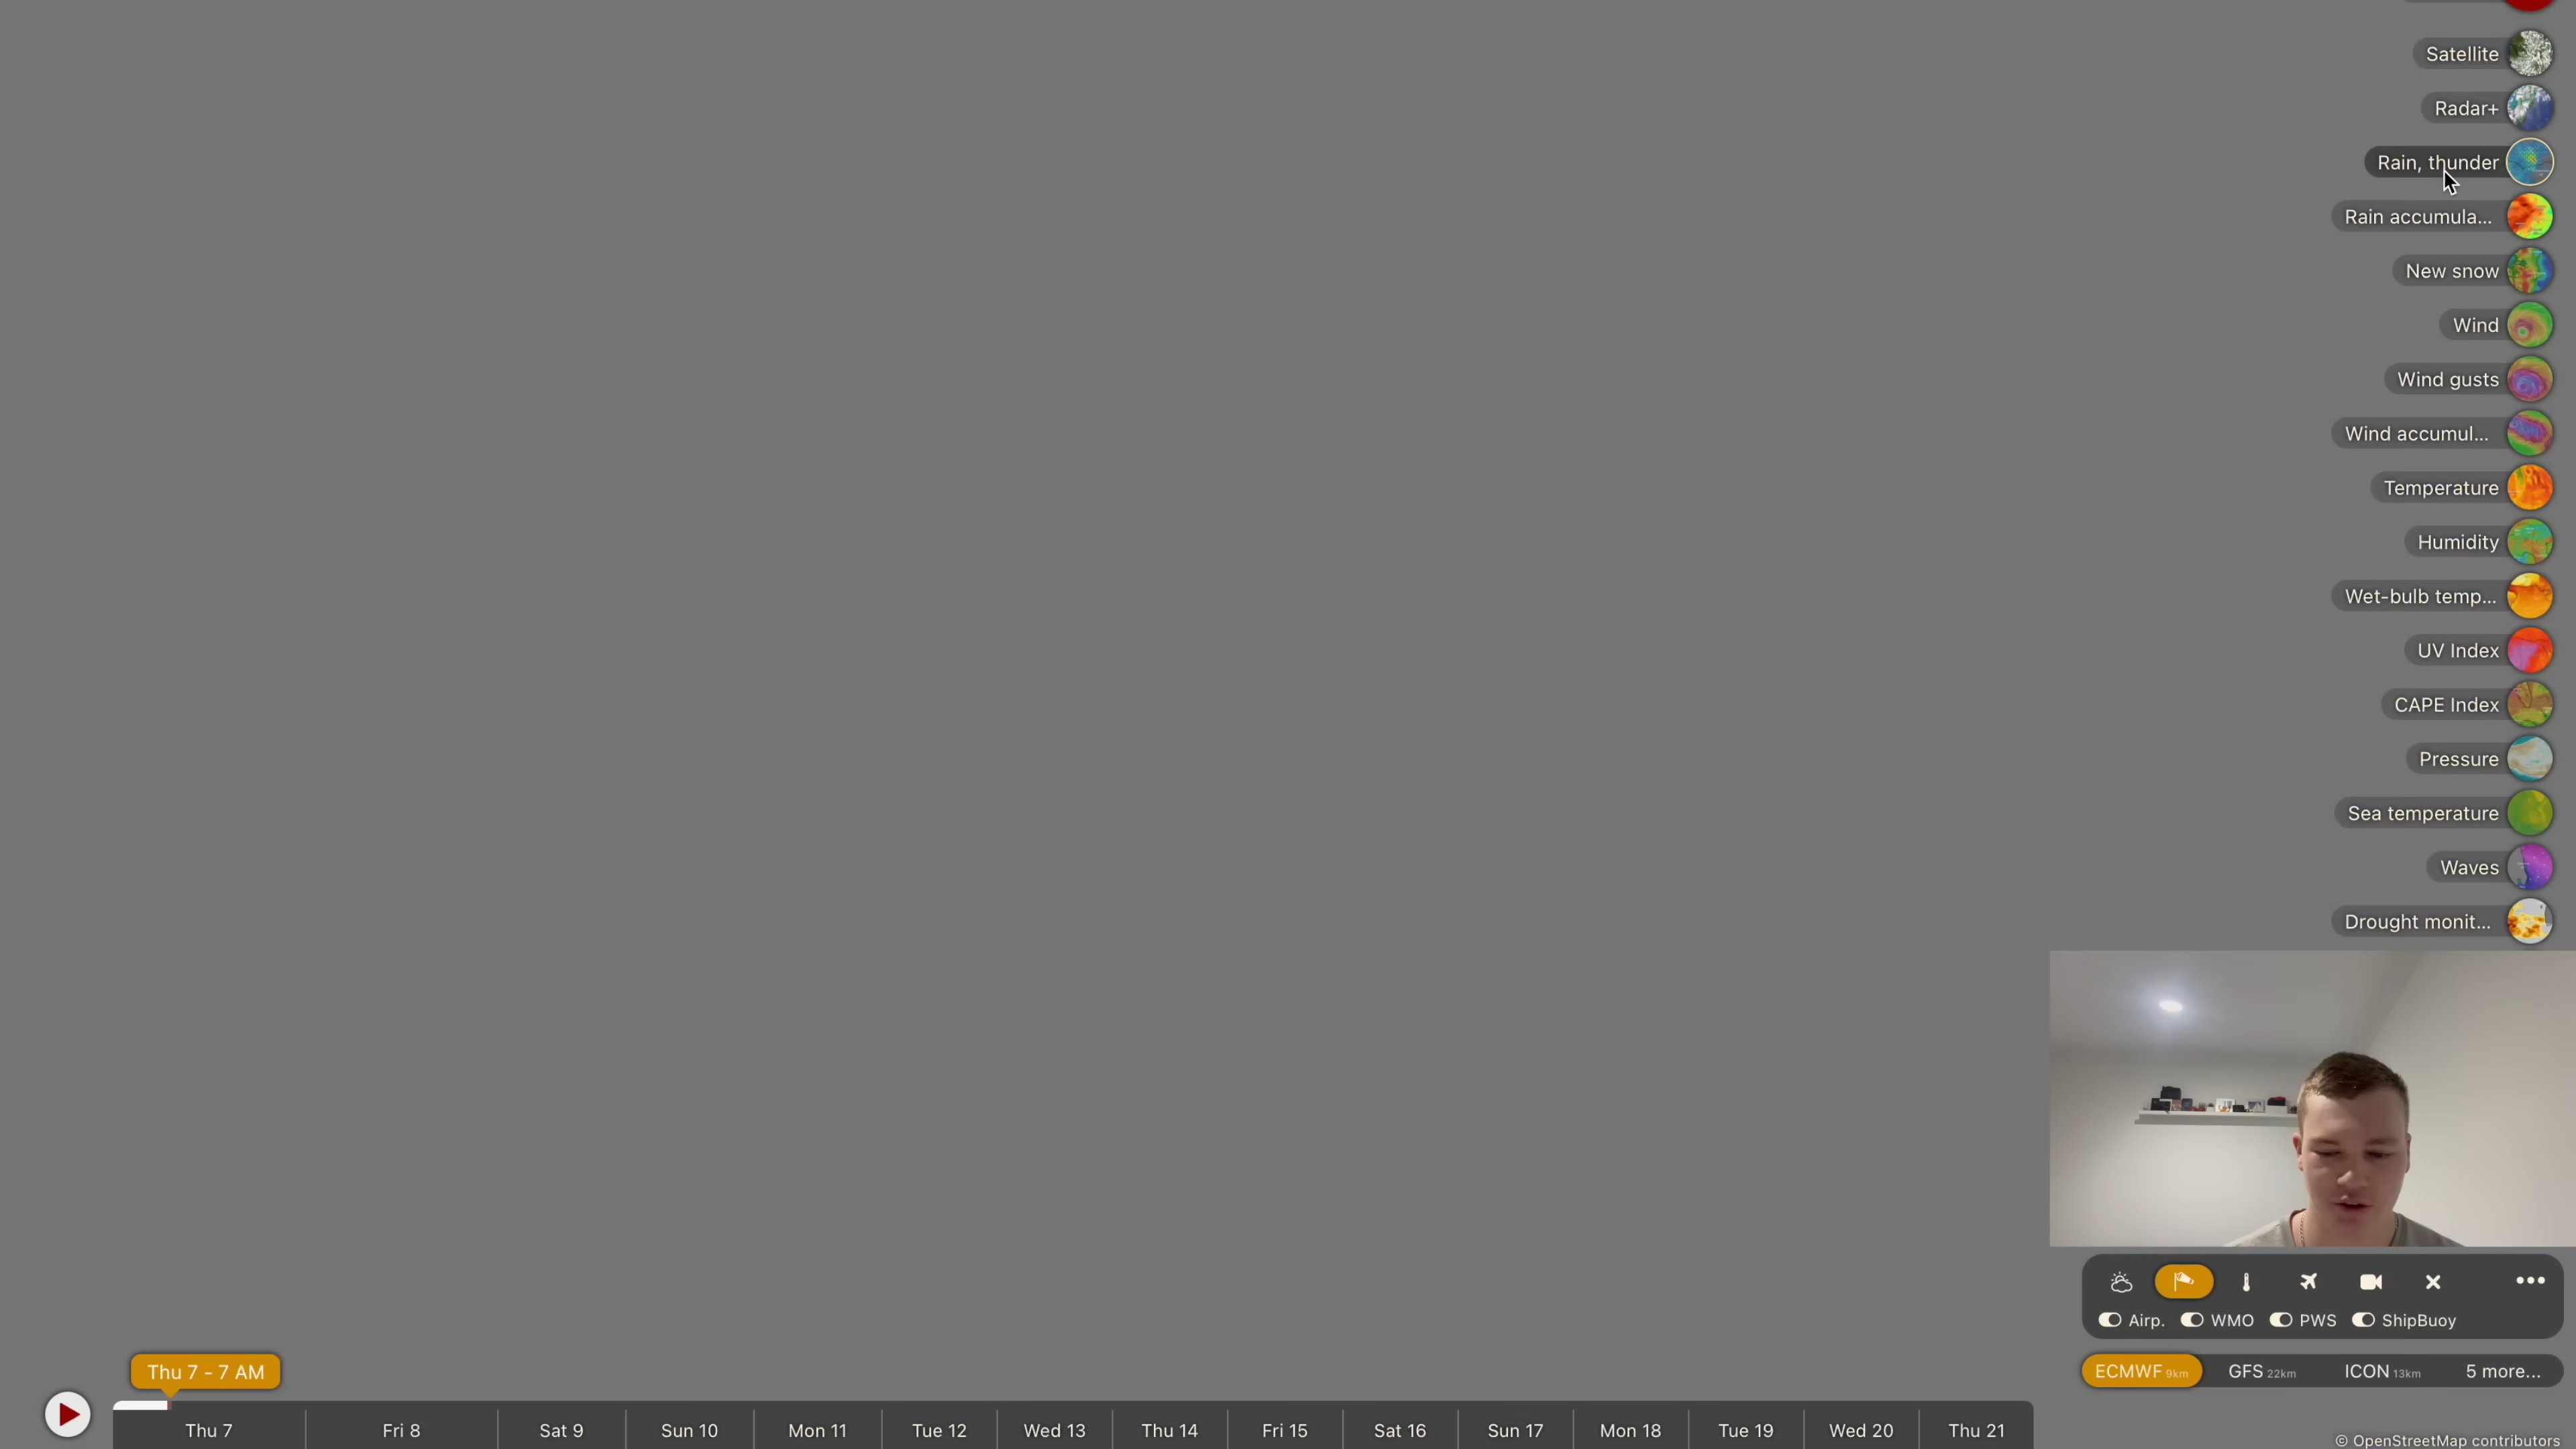 Satellite
Radar+
Rain, thunder
Rain accumula...
New snow
Wind
Wind gusts
Wind accumul...
Temperature
Humidity
Wet-bulb temp...
UV Index
CAPE Index
Pressure
Sea temperature
Waves
Drought monit...
Airp. WMO PWS ShipBuoy
Thu 7 - 7 AM
ECMWF 9km GFS 22km ICON 13km 5 more...
Thu 7 Fri 8 Sat 9 Sun 10 Mon 11 Tue 12 Wed 13 Thu 14 Fri 15 Sat 16 Sun 17 Mon 18 Tue 19 Wed 20 Thu 21
© OpenStreetMap contributors